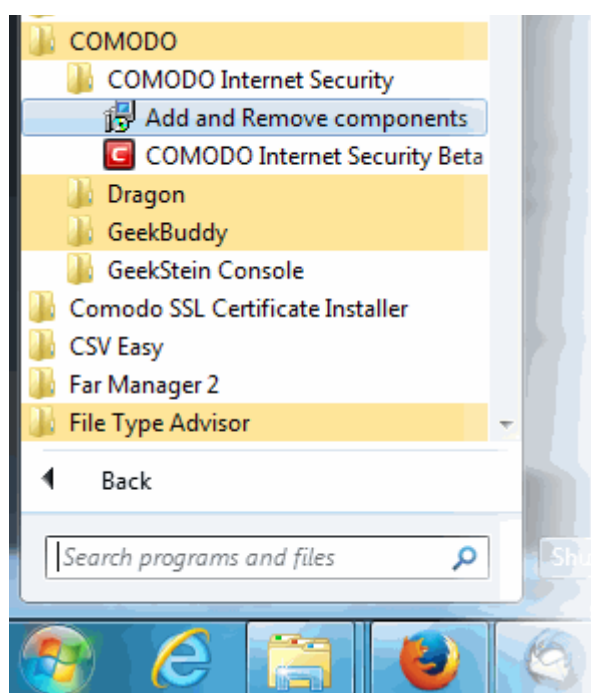 COMODO
COMODO Internet Security
Add and Remove components
COMODO Internet Security Beta
Dragon
GeekBuddy
GeekStein Console
Comodo SSL Certificate Installer
CSV Easy
Far Manager 2
File Type Advisor
Back
Search programs and files
Shu